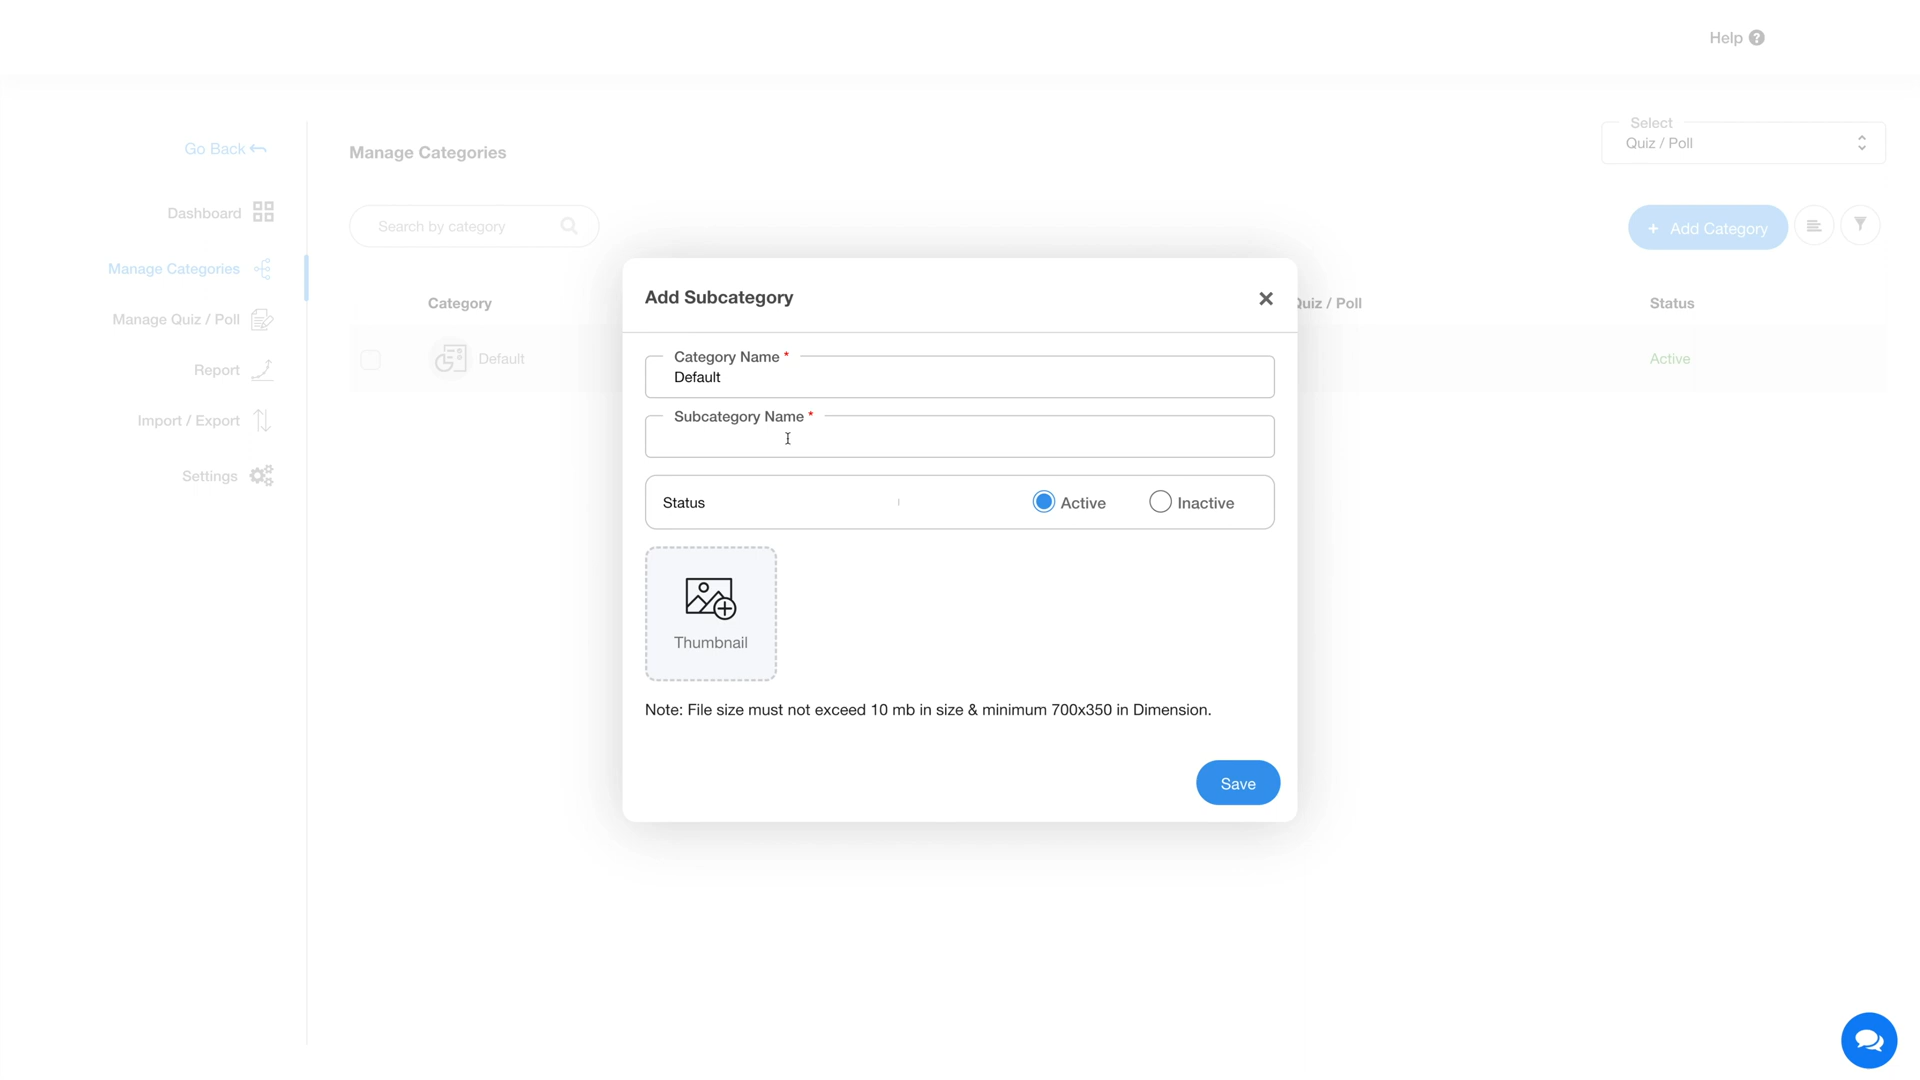 Help
Go Back
Manage Categories
Select
Quiz / Poll
Dashboard
Search by category
+ Add Category
Manage Categories
Add Subcategory
Category
Quiz / Poll
Status
Manage Quiz / Poll
Category Name *
Default
Default
Active
Report
Subcategory Name *
Import / Export
Settings
Status
Active
Inactive
Thumbnail
Note: File size must not exceed 10 mb in size & minimum 700x350 in Dimension.
Save